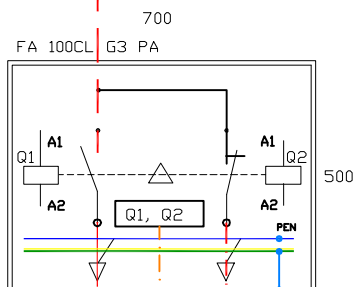 700
FA 100CL G3 PA
A1 A1
Q1 Q2
500
A2 A2
Q1, Q2
PEN